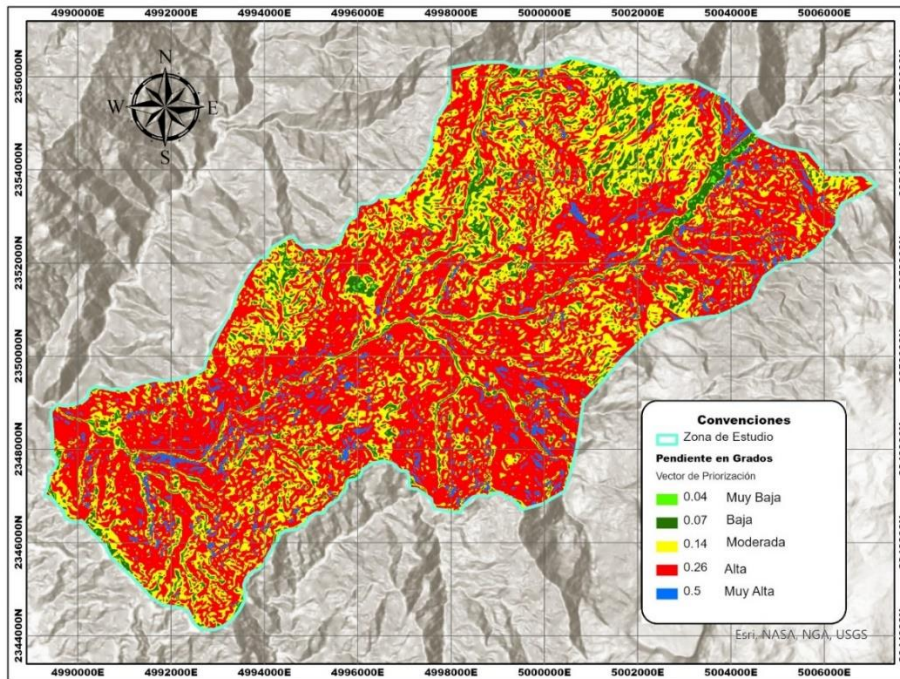 4990000E 4992000E 4994000E 4996000E 4998000E 5000000E 5002000E 5004000E 5006000E
2356000N
2354000N
2352000N
2350000N
2348000N
2346000N
2344000N
N
W E
S
Convenciones
Zona de Estudio
Pendiente en Grados
Vector de Priorización
0.04 Muy Baja
0.07 Baja
0.14 Moderada
0.26 Alta
0.5 Muy Alta
Esri, NASA, NGA, USGS
4990000E 4992000E 4994000E 4996000E 4998000E 5000000E 5002000E 5004000E 5006000E